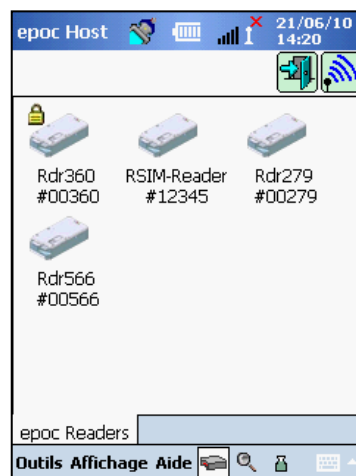 epoc Host 21/06/10
14:20
Rdr360 RSIM-Reader Rdr279
#00360 #12345 #00279
Rdr566
#00566
epoc Readers
Outils Affichage Aide